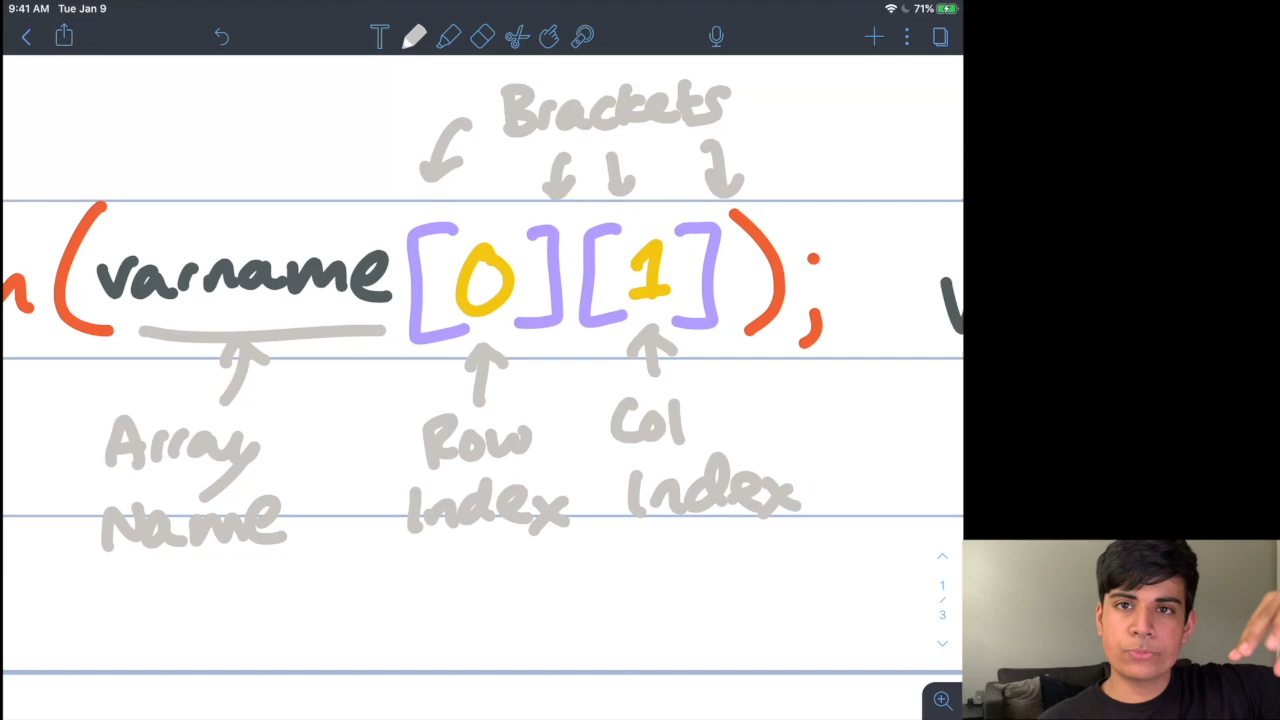 9:41 AM Tue Jan 9
71%
T
Brackets
n(varname[0][1]);
Array Name
Row Index
Col Index
1
/
3